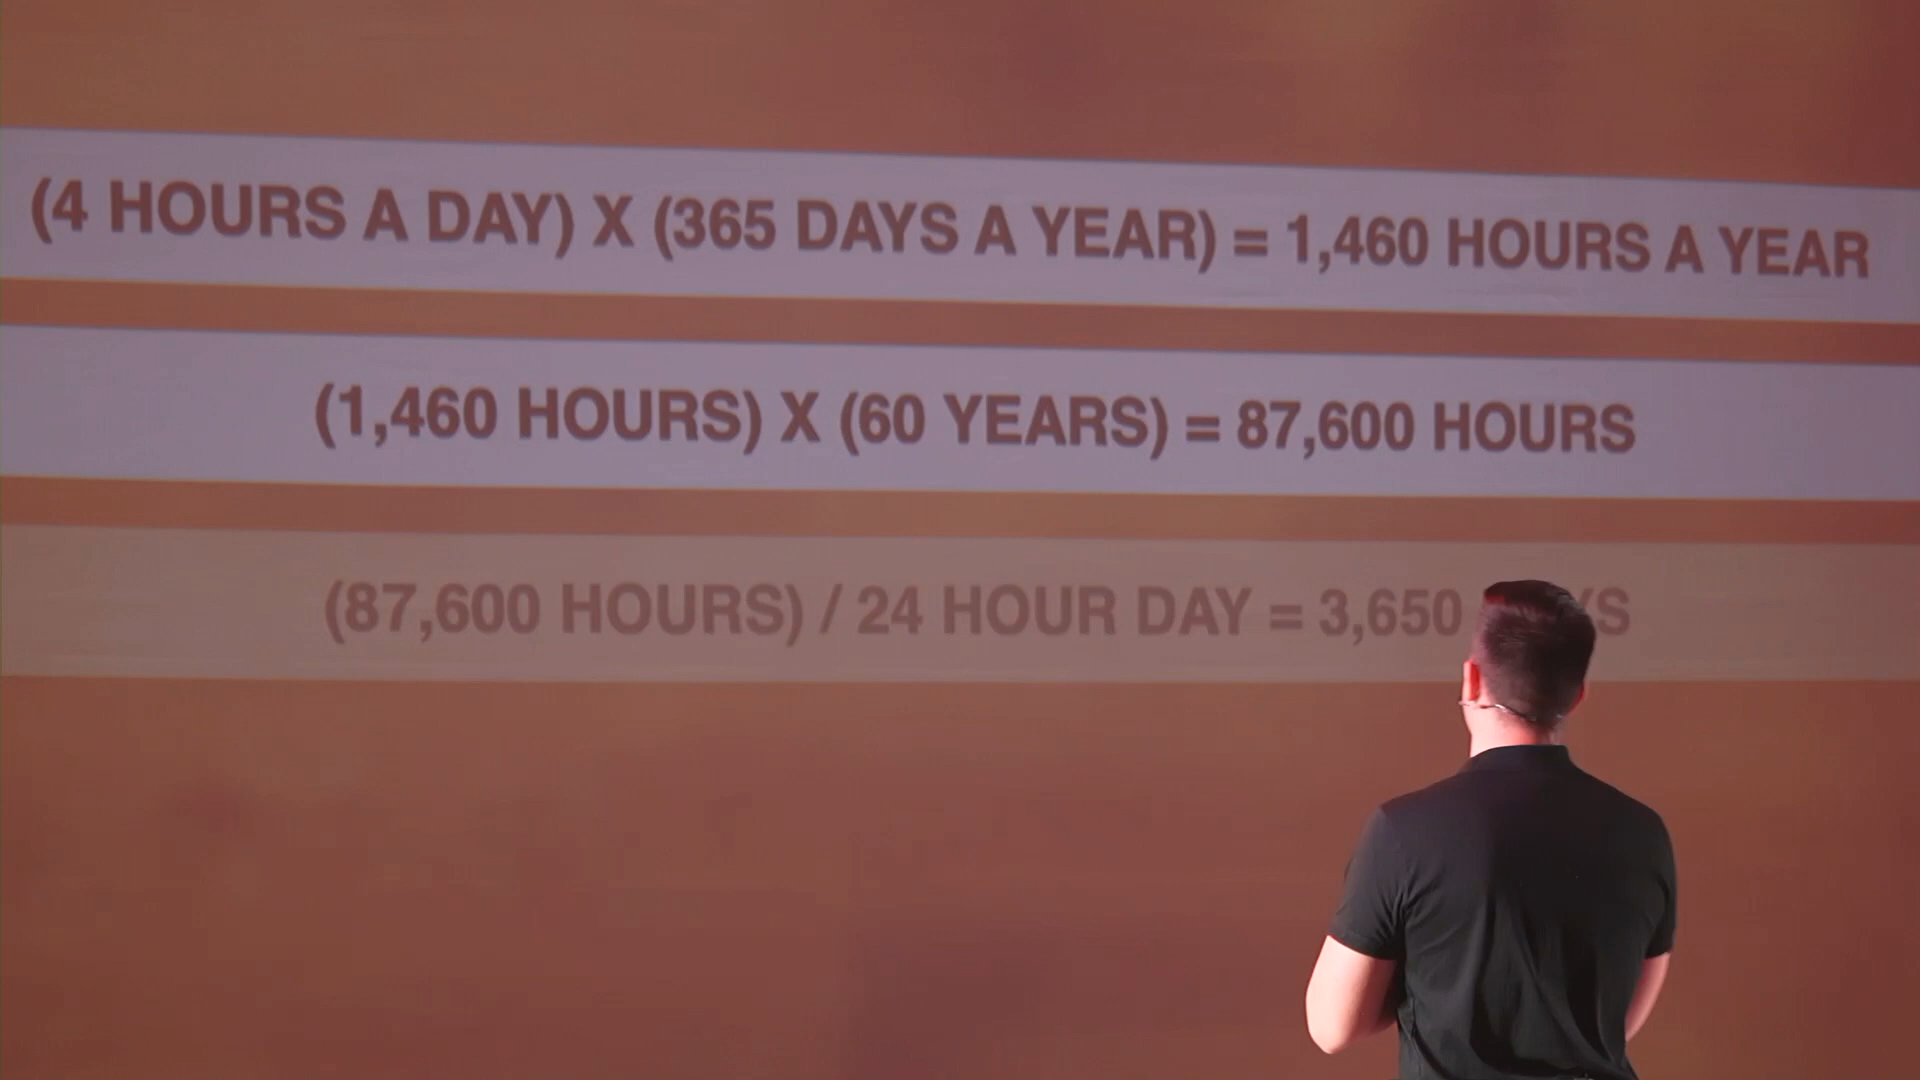 (4 HOURS A DAY) X (365 DAYS A YEAR) = 1,460 HOURS A YEAR
(1,460 HOURS) X (60 YEARS) = 87,600 HOURS
(87,600 HOURS) / 24 HOUR DAY = 3,650